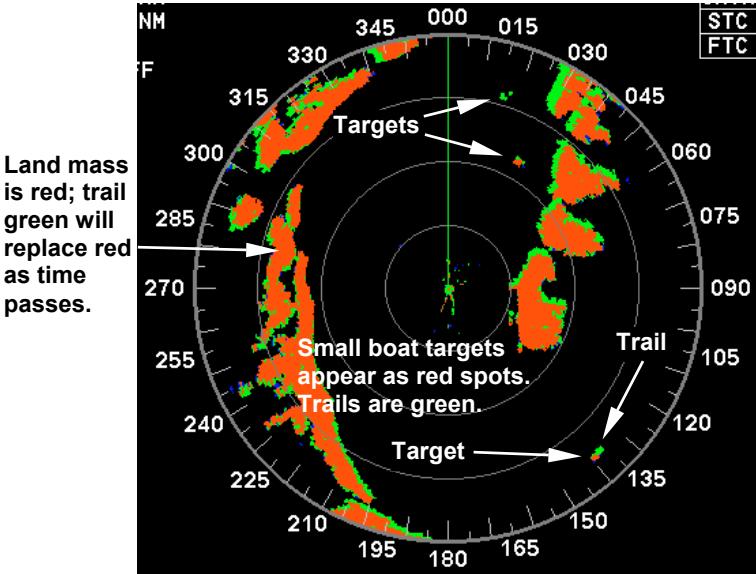 NM
FF
STC
FTC
000
015
030
045
060
075
090
105
120
135
150
165
180
195
210
225
240
255
270
285
300
315
330
345
Targets
Land mass
is red; trail
green will
replace red
as time
passes.
Small boat targets
appear as red spots.
Trails are green.
Trail
Target